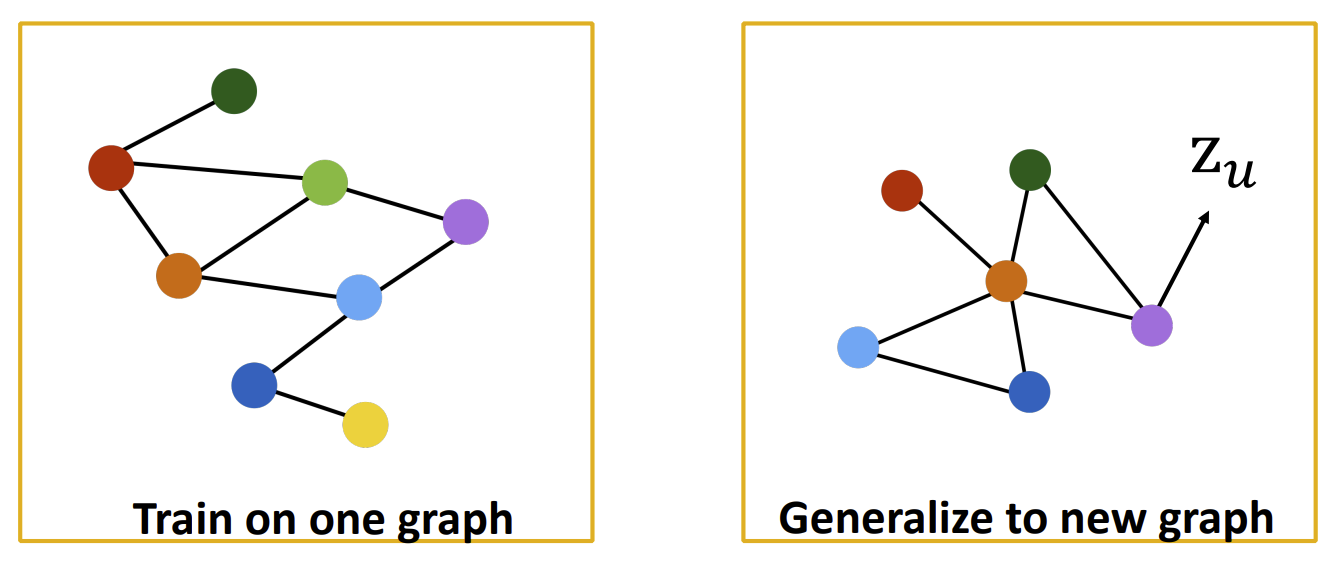 z_u
Train on one graph
Generalize to new graph